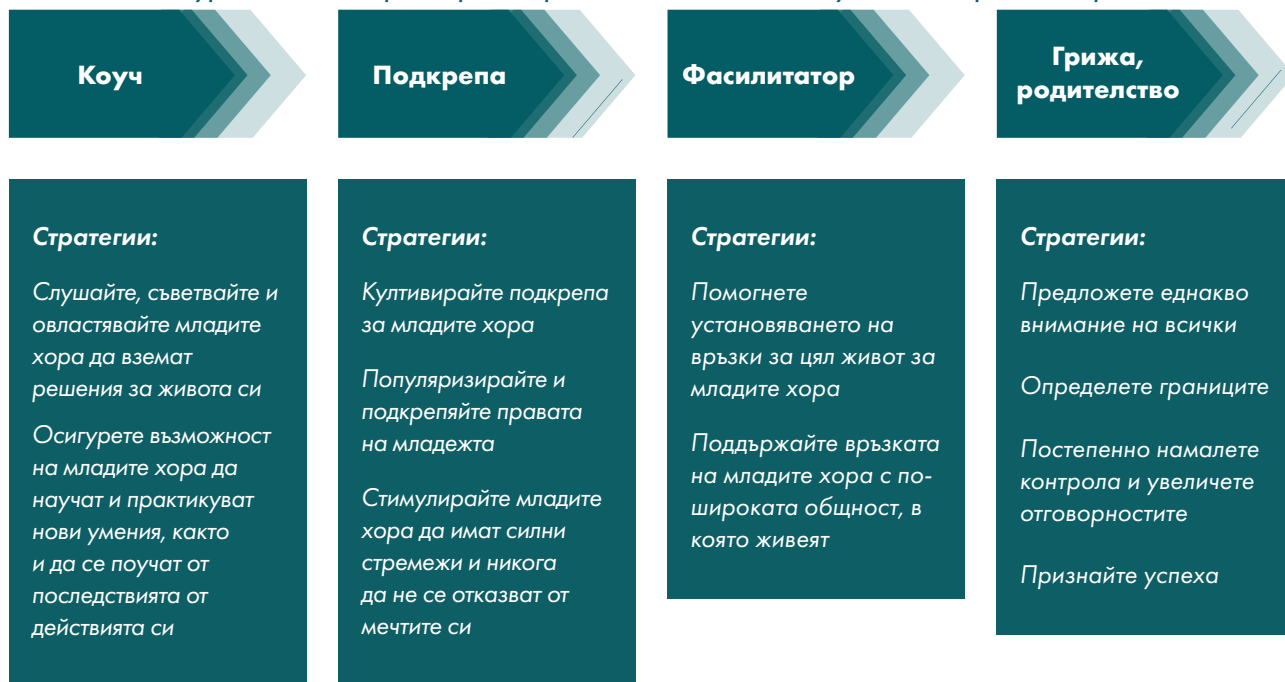 Коуч
Подкрепа
Фасилитатор
Грижа,
родителство
Стратегии:
Слушайте, съветвайте и
овластявайте младите
хора да вземат
решения за живота си
Осигурете възможност
на младите хора да
научат и практикуват
нови умения, както
и да се поучат от
последствията от
действията си
Стратегии:
Култивирайте подкрепа
за младите хора
Популяризирайте и
подкрепяйте правата
на младежта
Стимулирайте младите
хора да имат силни
стремежи и никога
да не се отказват от
мечтите си
Стратегии:
Помогнете
установяването на
връзки за цял живот за
младите хора
Поддържайте връзката
на младите хора с по-
широката общност, в
която живеят
Стратегии:
Предложете еднакво
внимание на всички
Определете границите
Постепенно намалете
контрола и увеличете
отговорностите
Признайте успеха